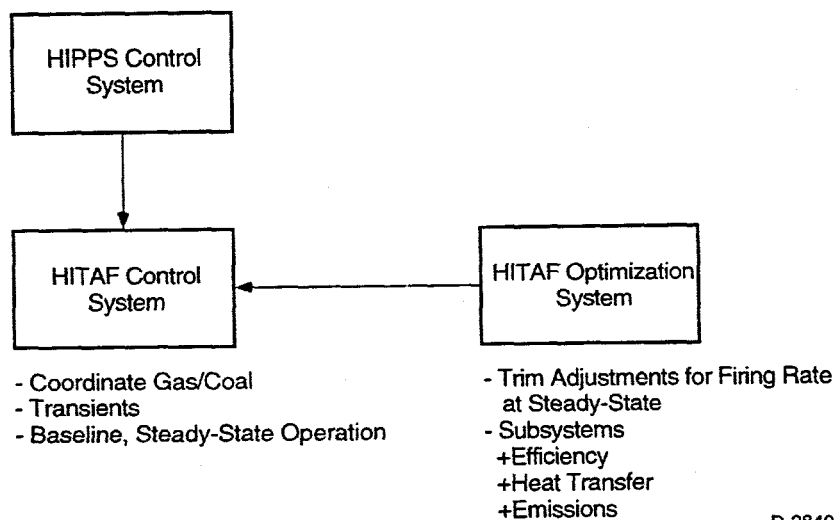 HIPPS Control
System
HITAF Control
System
HITAF Optimization
System
- Coordinate Gas/Coal
- Transients
- Baseline, Steady-State Operation
- Trim Adjustments for Firing Rate
at Steady-State
- Subsystems
+Efficiency
+Heat Transfer
+Emissions